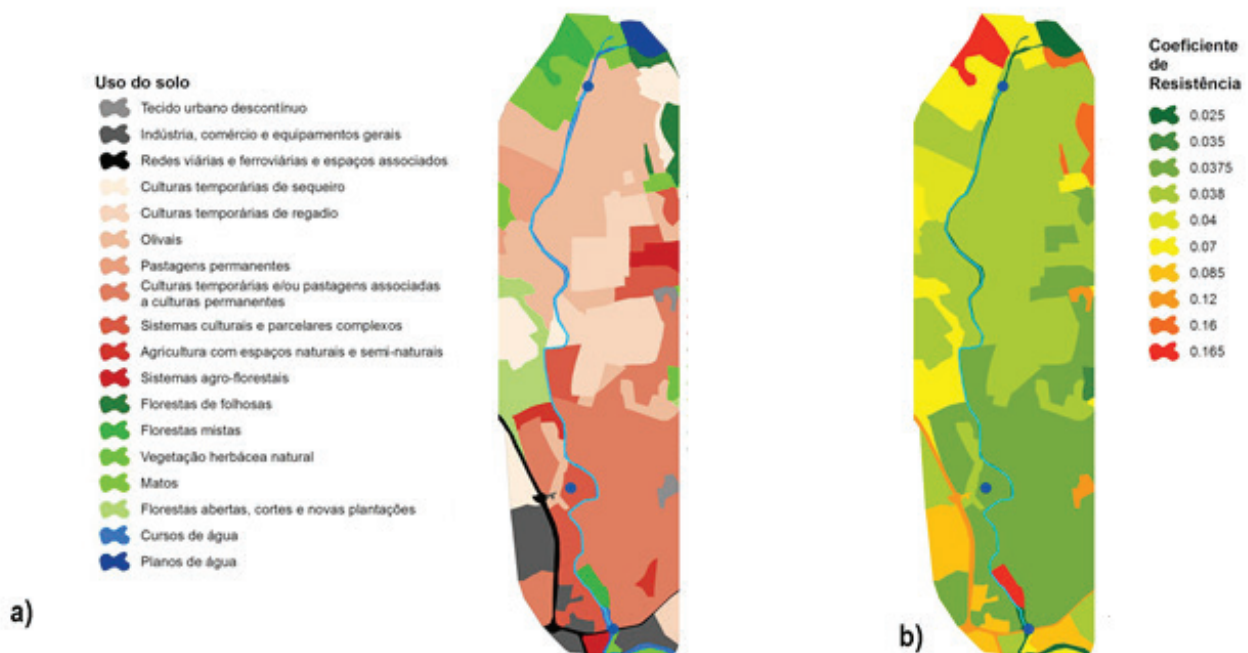 Uso do solo
Tecido urbano descontínuo
Indústria, comércio e equipamentos gerais
Redes viárias e ferroviárias e espaços associados
Culturas temporárias de sequeiro
Culturas temporárias de regadio
Olivais
Pastagens permanentes
Culturas temporárias e/ou pastagens associadas
a culturas permanentes
Sistemas culturais e parcelares complexos
Agricultura com espaços naturais e semi-naturais
Sistemas agro-florestais
Florestas de folhosas
Florestas mistas
Vegetação herbácea natural
Matos
Florestas abertas, cortes e novas plantações
Cursos de água
Planos de água
a)
Coeficiente
de
Resistência
0.025
0.035
0.0375
0.038
0.04
0.07
0.085
0.12
0.16
0.165
b)